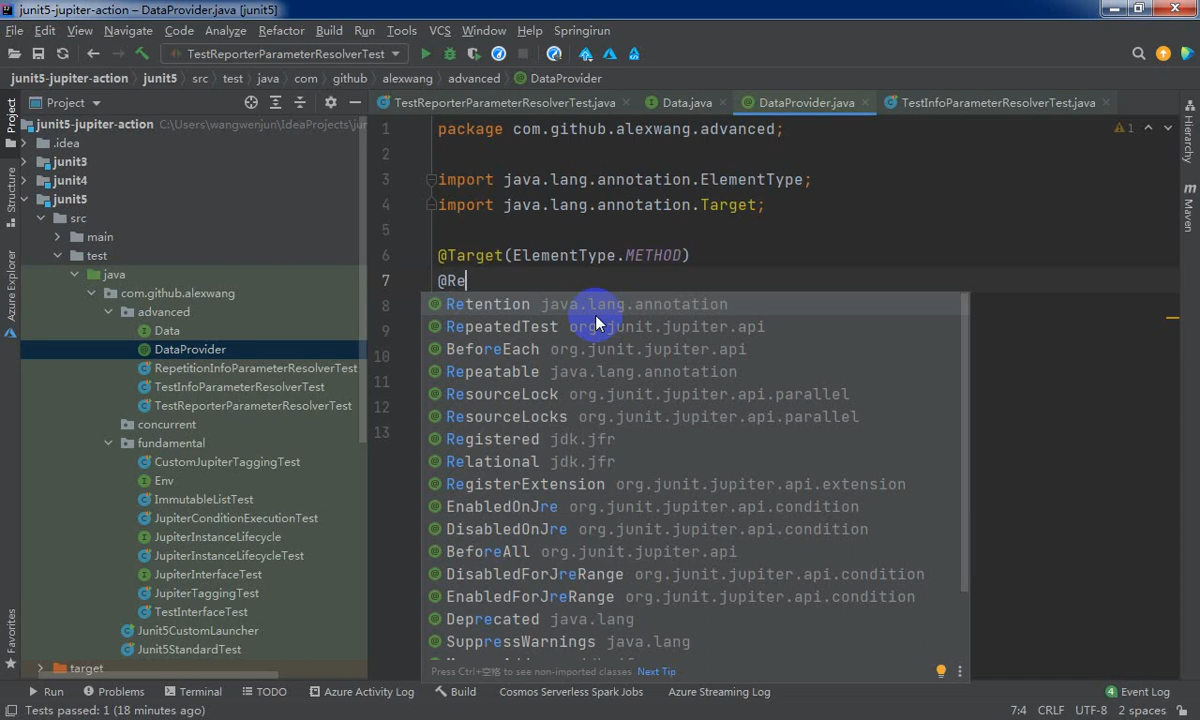 junit5-jupiter-action – DataProvider.java [junit5]
File Edit View Navigate Code Analyze Refactor Build Run Tools VCS Window Help Springirun
TestReporterParameterResolverTest
junit5-jupiter-action junit5 src test java com github alexwang advanced DataProvider
Project
TestReporterParameterResolverTest.java Data.java DataProvider.java TestInfoParameterResolverTest.java
Project
Structure
Azure Explorer
Favorites
Hierarchy
Maven
junit5-jupiter-action C:\Users\wangwenjun\IdeaProjects\jur
.idea
junit3
junit4
junit5
src
main
test
java
com.github.alexwang
advanced
Data
DataProvider
RepetitionInfoParameterResolverTest
TestInfoParameterResolverTest
TestReporterParameterResolverTest
concurrent
fundamental
CustomJupiterTaggingTest
Env
ImmutableListTest
JupiterConditionExecutionTest
JupiterInstanceLifecycle
JupiterInstanceLifecycleTest
JupiterInterfaceTest
JupiterTaggingTest
TestInterfaceTest
Junit5CustomLauncher
Junit5StandardTest
target
1 package com.github.alexwang.advanced;
2
3 import java.lang.annotation.ElementType;
4 import java.lang.annotation.Target;
5
6 @Target(ElementType.METHOD)
7 @Re
8
9
10
11
12
13
1
Retention java.lang.annotation
RepeatedTest org.junit.jupiter.api
BeforeEach org.junit.jupiter.api
Repeatable java.lang.annotation
ResourceLock org.junit.jupiter.api.parallel
ResourceLocks org.junit.jupiter.api.parallel
Registered jdk.jfr
Relational jdk.jfr
RegisterExtension org.junit.jupiter.api.extension
EnabledOnJre org.junit.jupiter.api.condition
DisabledOnJre org.junit.jupiter.api.condition
BeforeAll org.junit.jupiter.api
DisabledForJreRange org.junit.jupiter.api.condition
EnabledForJreRange org.junit.jupiter.api.condition
Deprecated java.lang
SuppressWarnings java.lang
Press Ctrl+空格 to see non-imported classes Next Tip
Run Problems Terminal TODO Azure Activity Log Build Cosmos Serverless Spark Jobs Azure Streaming Log 4 Event Log
Tests passed: 1 (18 minutes ago) 7:4 CRLF UTF-8 2 spaces